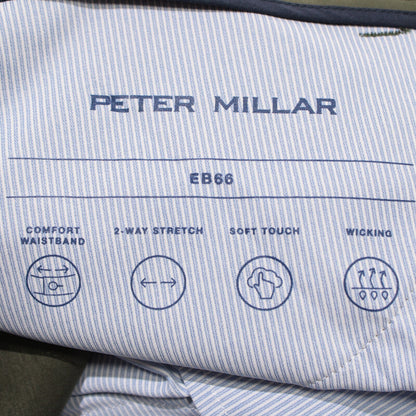 PETER MILLAR
EB66
COMFORT
WAISTBAND
2-WAY STRETCH
SOFT TOUCH
WICKING